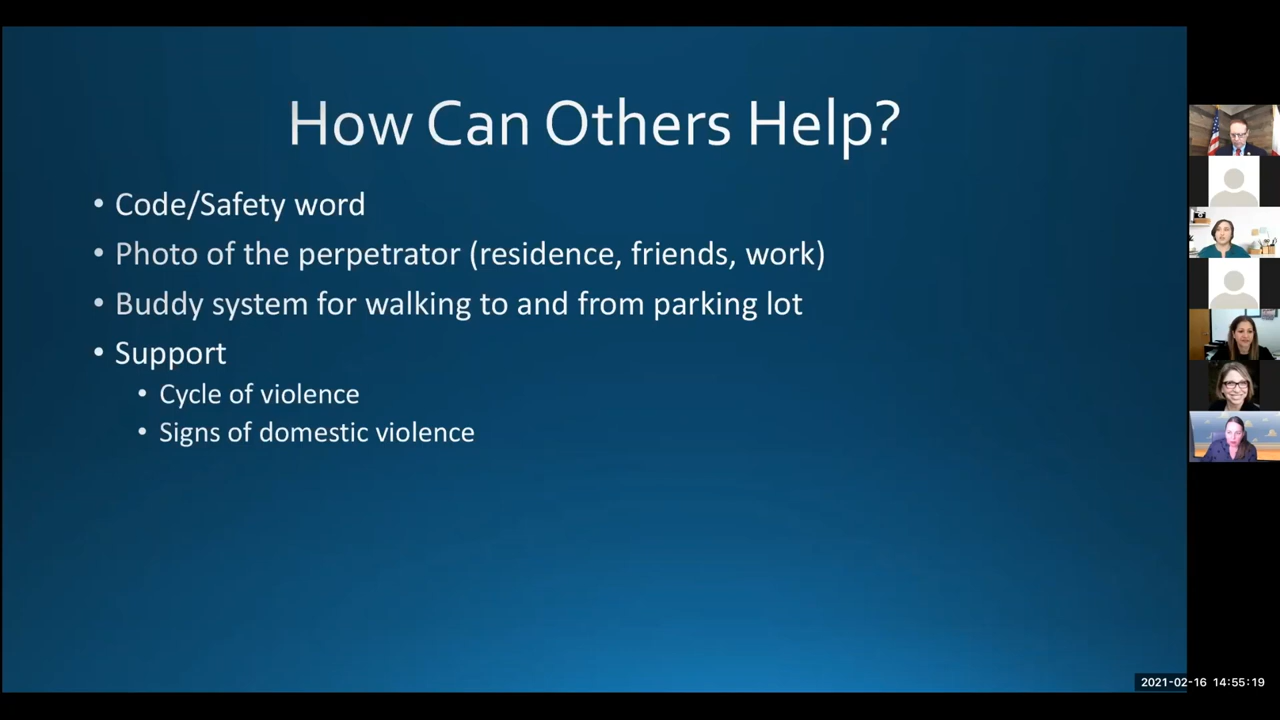 How Can Others Help?
• Code/Safety word
• Photo of the perpetrator (residence, friends, work)
• Buddy system for walking to and from parking lot
• Support
• Cycle of violence
• Signs of domestic violence
2021-02-16 14:55:19